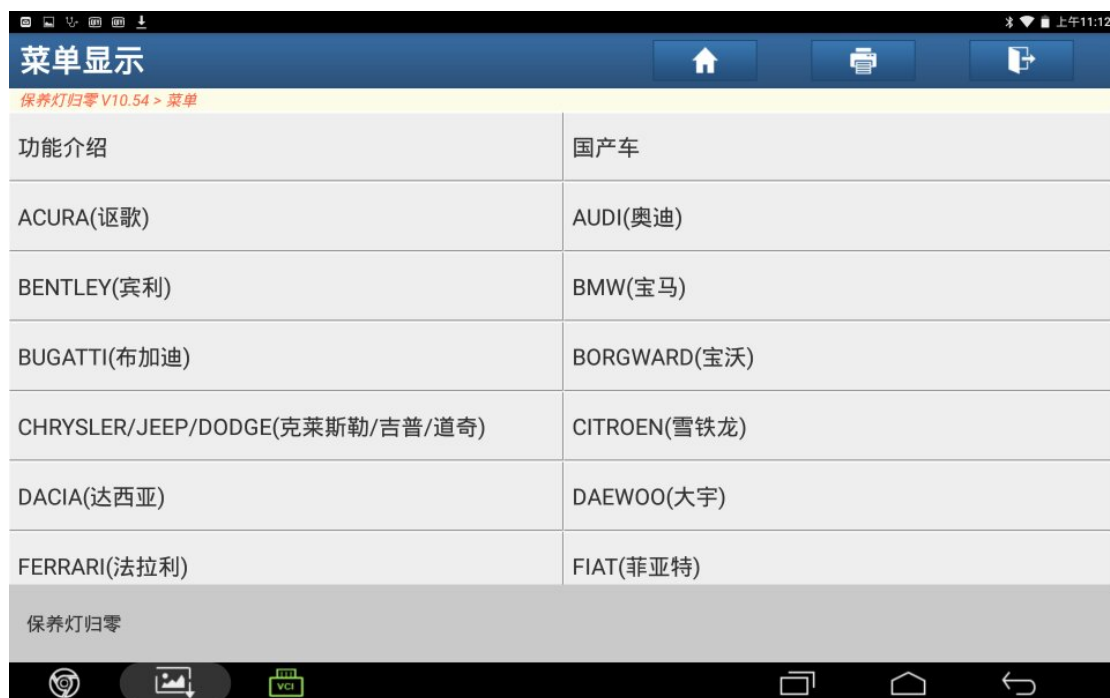 上午11:12
菜单显示
保养灯归零 V10.54 > 菜单
功能介绍
国产车
ACURA(讴歌)
AUDI(奥迪)
BENTLEY(宾利)
BMW(宝马)
BUGATTI(布加迪)
BORGWARD(宝沃)
CHRYSLER/JEEP/DODGE(克莱斯勒/吉普/道奇)
CITROEN(雪铁龙)
DACIA(达西亚)
DAEWOO(大宇)
FERRARI(法拉利)
FIAT(菲亚特)
保养灯归零
VCI